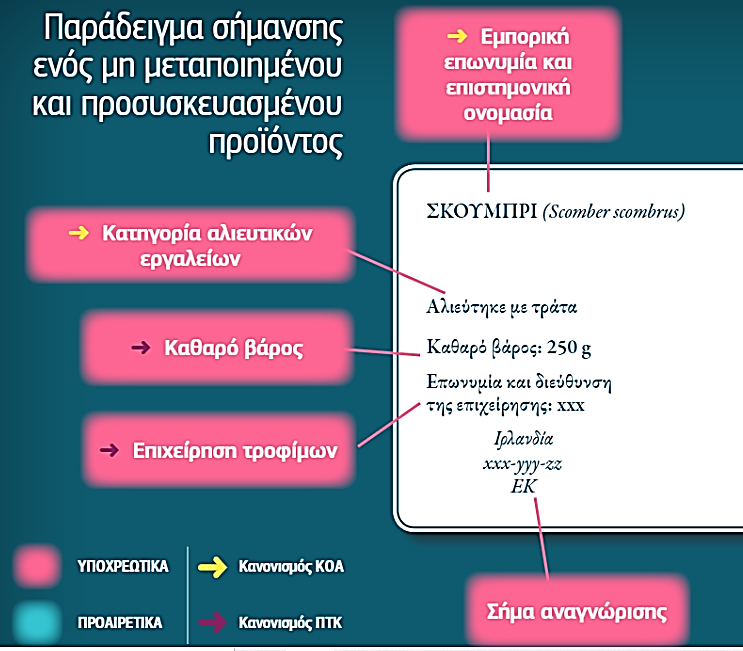 Παράδειγμα σήμανσης
ενός μη μεταποιημένου
και προσυσκευασμένου
προϊόντος
➔ Εμπορική
επωνυμία και
επιστημονική
ονομασία
ΣΚΟΥΜΠΡΙ (Scomber scombrus)
➔ Κατηγορία αλιευτικών
εργαλείων
Αλιεύτηκε με τράτα
➔ Καθαρό βάρος
Καθαρό βάρος: 250 g
Επωνυμία και διεύθυνση
της επιχείρησης: xxx
➔ Επιχείρηση τροφίμων
Ιρλανδία
xxx-yyy-zz
ΕΚ
Σήμα αναγνώρισης
ΥΠΟΧΡΕΩΤΙΚΑ
➔ Κανονισμός ΚΟΑ
ΠΡΟΑΙΡΕΤΙΚΑ
➔ Κανονισμός ΠΤΚ